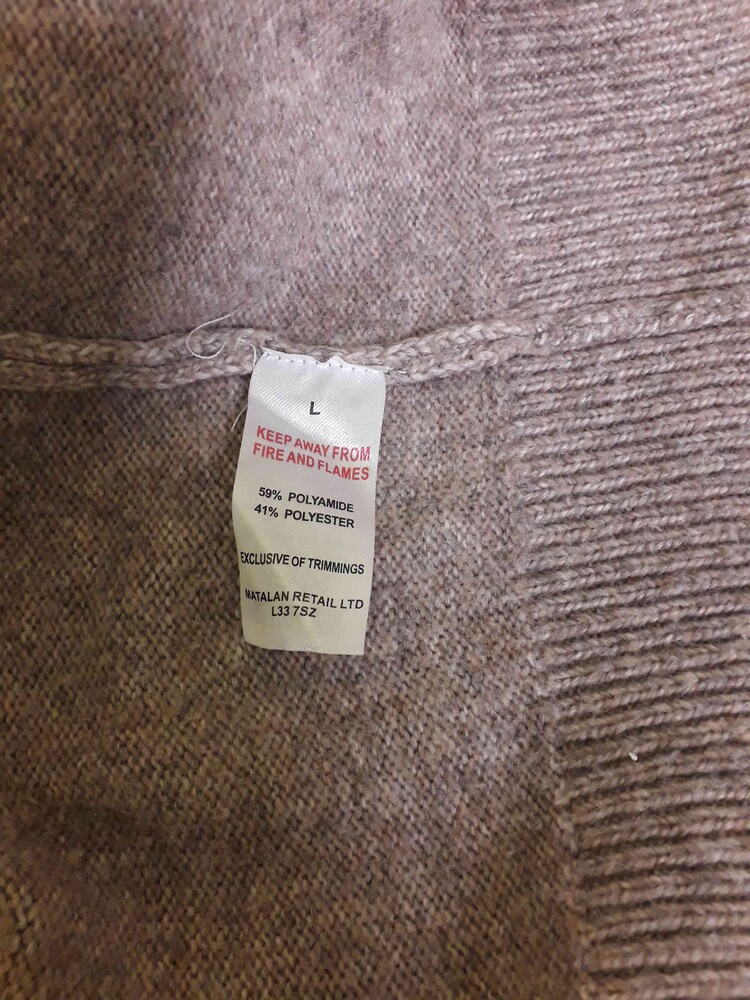 L
KEEP AWAY FROM
FIRE AND FLAMES
59% POLYAMIDE
41% POLYESTER
EXCLUSIVE OF TRIMMINGS
MATALAN RETAIL LTD
L33 7SZ